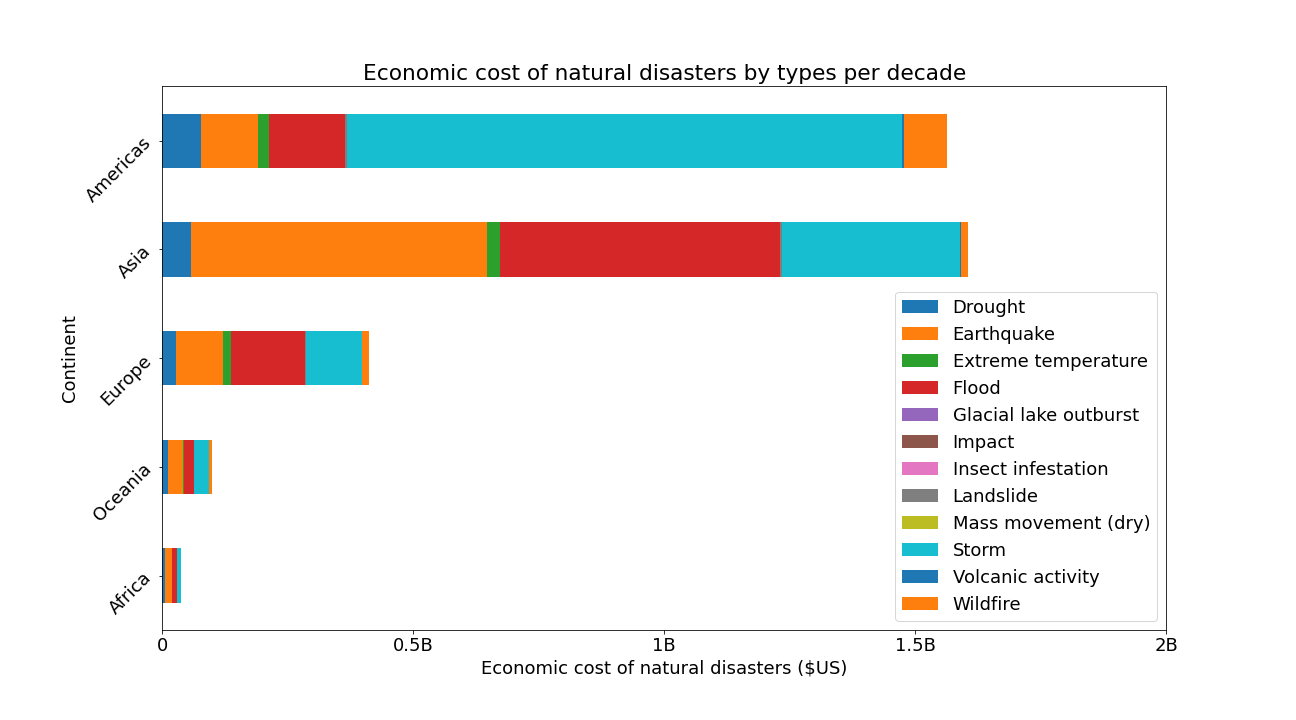 Economic cost of natural disasters by types per decade
Continent
Americas
Asia
Europe
Oceania
Africa
Drought
Earthquake
Extreme temperature
Flood
Glacial lake outburst
Impact
Insect infestation
Landslide
Mass movement (dry)
Storm
Volcanic activity
Wildfire
0 0.5B 1B 1.5B 2B
Economic cost of natural disasters ($US)